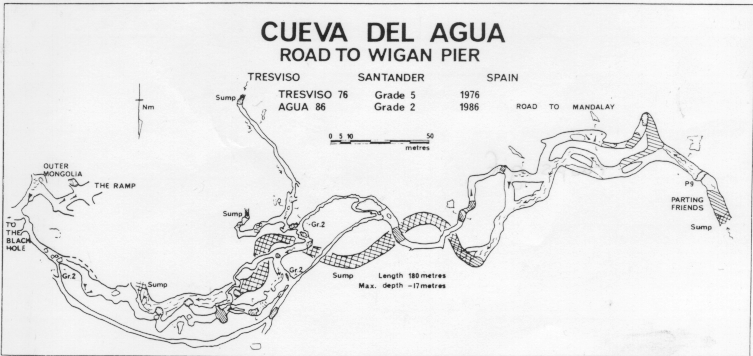 CUEVA DEL AGUA
ROAD TO WIGAN PIER
TRESVISO SANTANDER SPAIN
TRESVISO 76 Grade 5 1976
AGUA 86 Grade 2 1986
ROAD TO MANDALAY
Sump
Nm
0 5 10 50
metres
OUTER
MONGOLIA
THE RAMP
P9
PARTING
FRIENDS
Sump
Sump
TO
THE
BLACK
HOLE
Gr.2
Gr.2
Gr.2
Sump
Sump Length 180 metres
Max. depth -17 metres